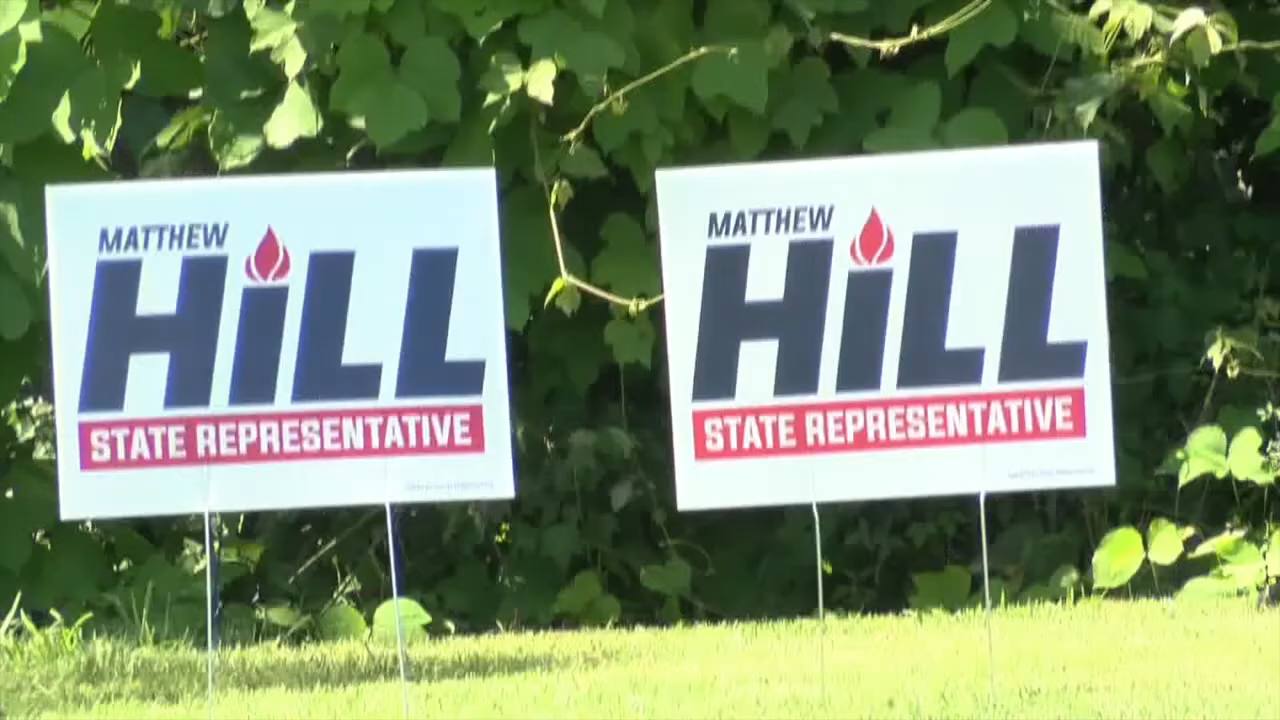 MATTHEW
HiLL
STATE REPRESENTATIVE
MATTHEW
HiLL
STATE REPRESENTATIVE